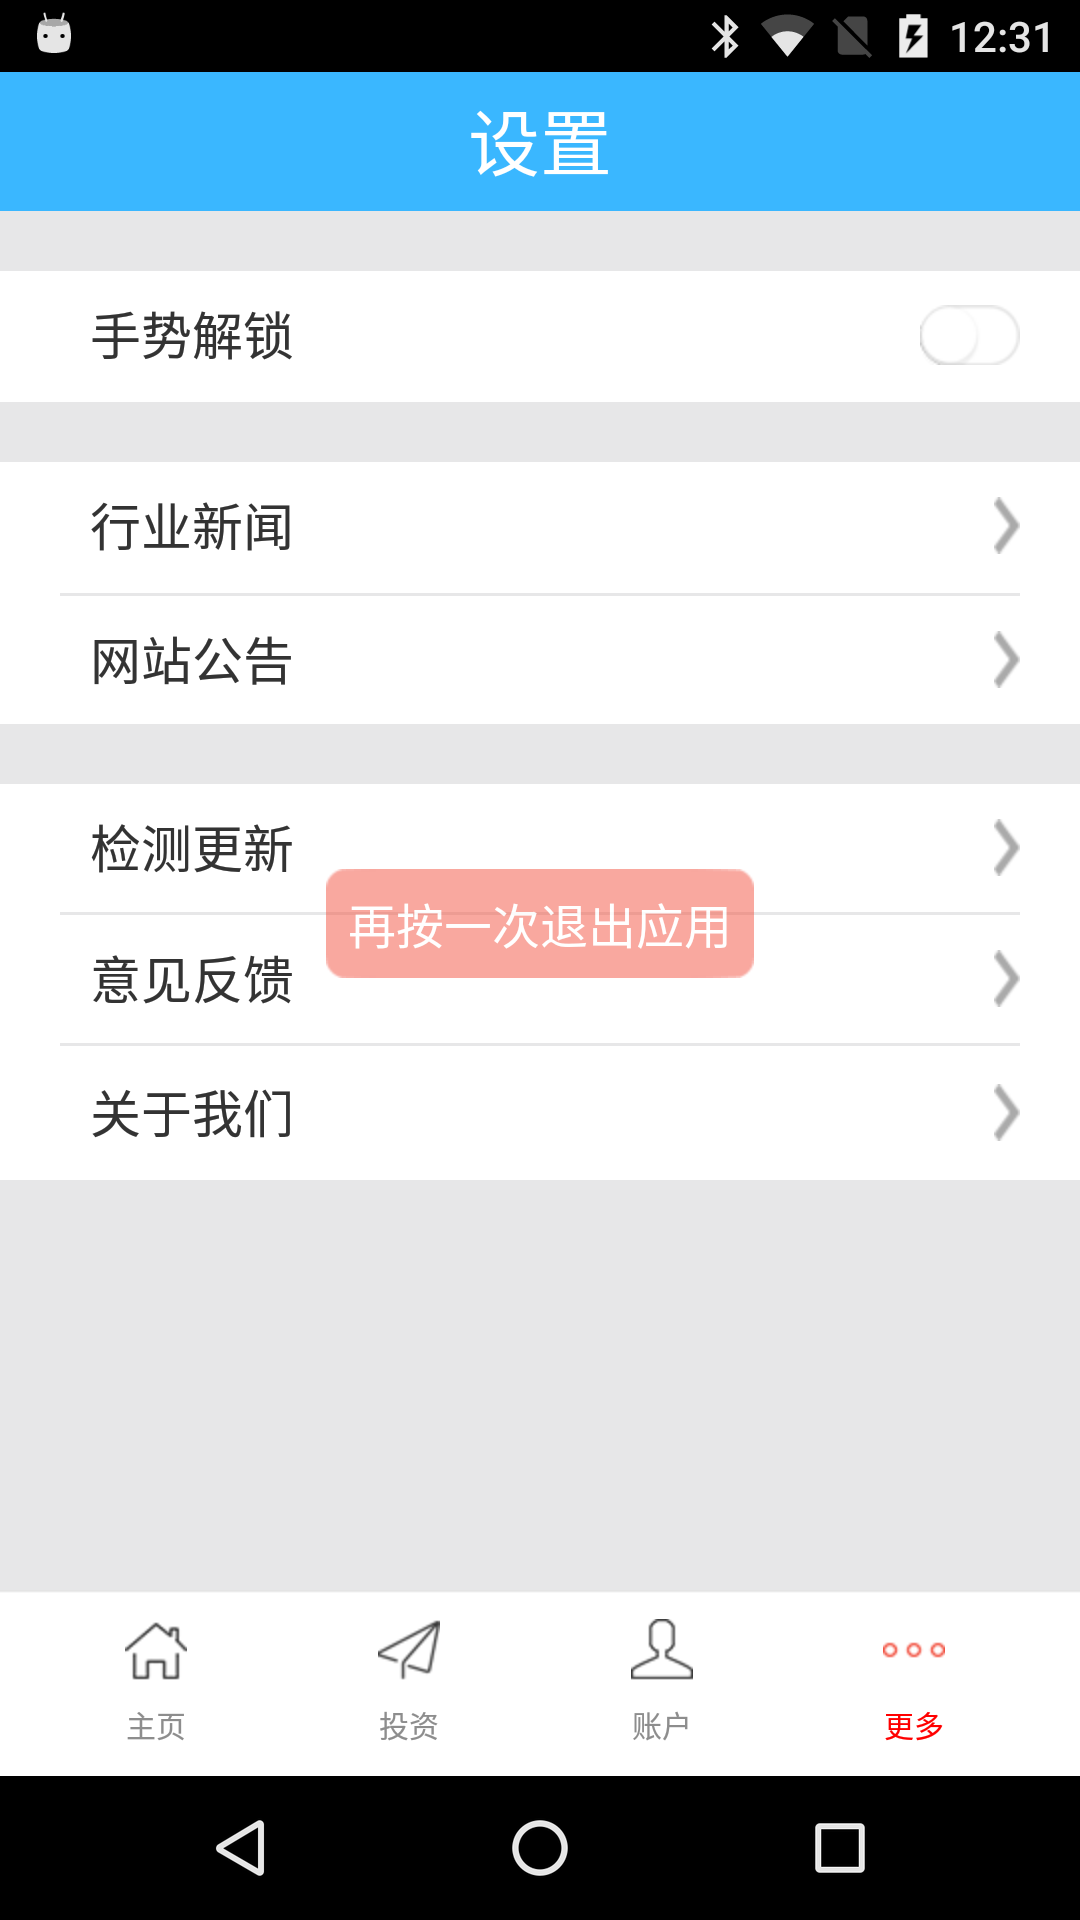 12:31
设置
手势解锁
行业新闻
网站公告
检测更新
再按一次退出应用
意见反馈
关于我们
主页
投资
账户
更多